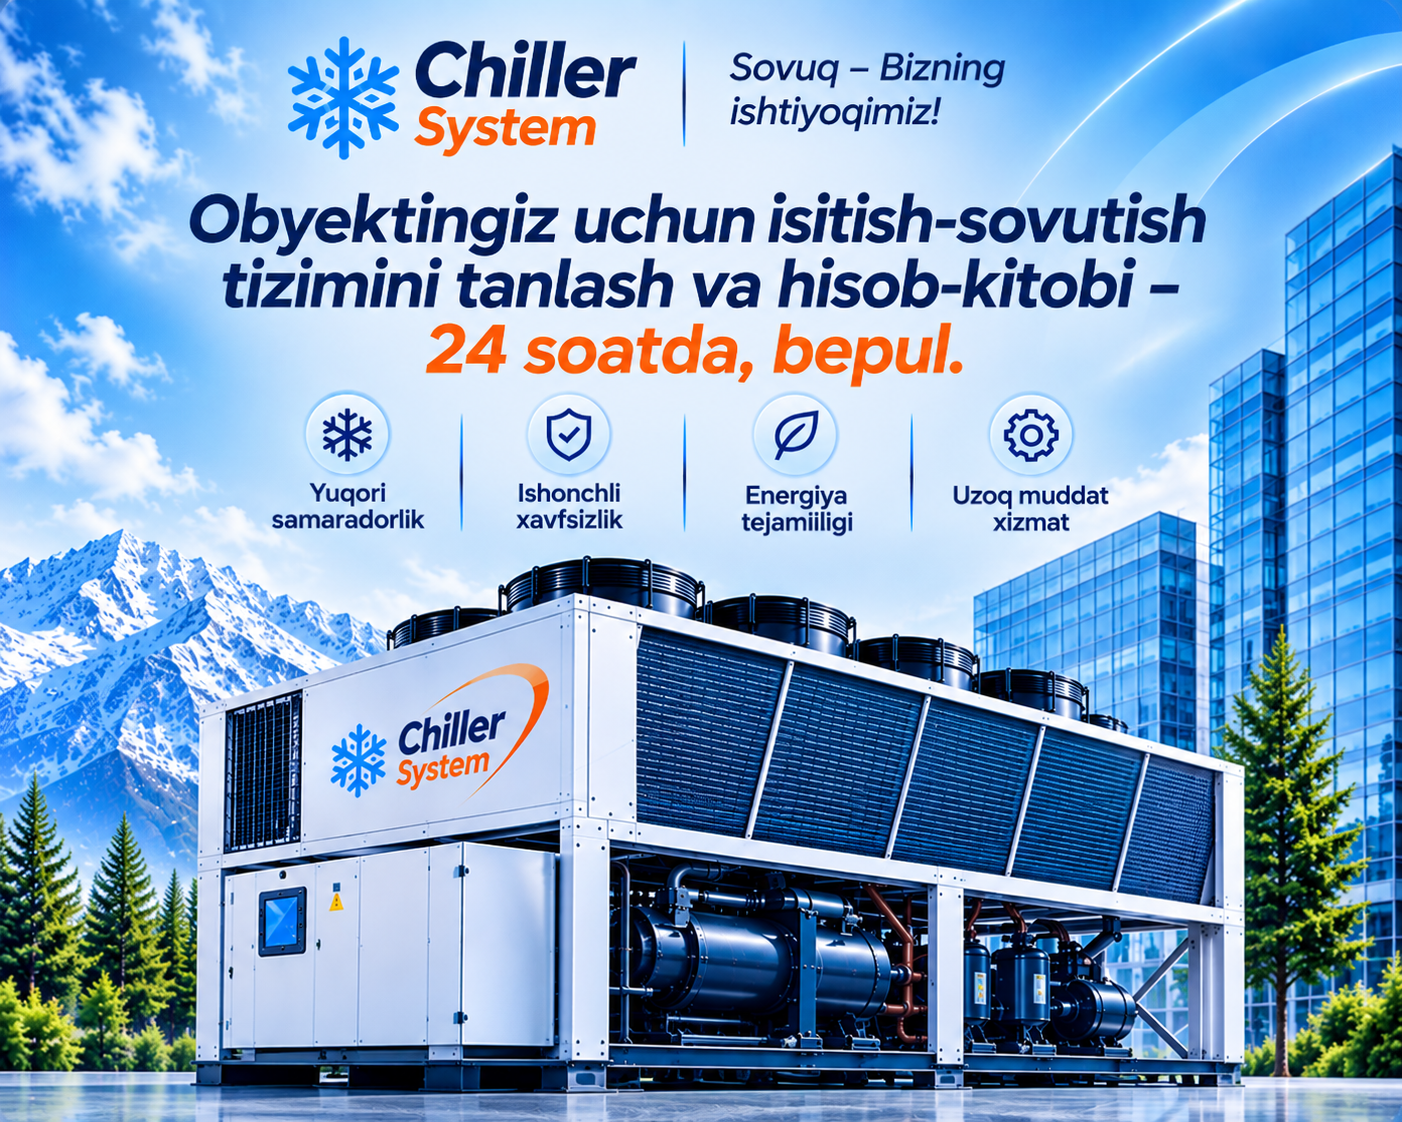 Chiller
System
Sovuq – Bizning
ishtiyoqimiz!
Obyektingiz uchun isitish-sovutish
tizimini tanlash va hisob-kitobi –
24 soatda, bepul.
Yuqori
samaradorlik
Ishonchli
xavfsizlik
Energiya
tejamiiligi
Uzoq muddat
xizmat
Chiller
System